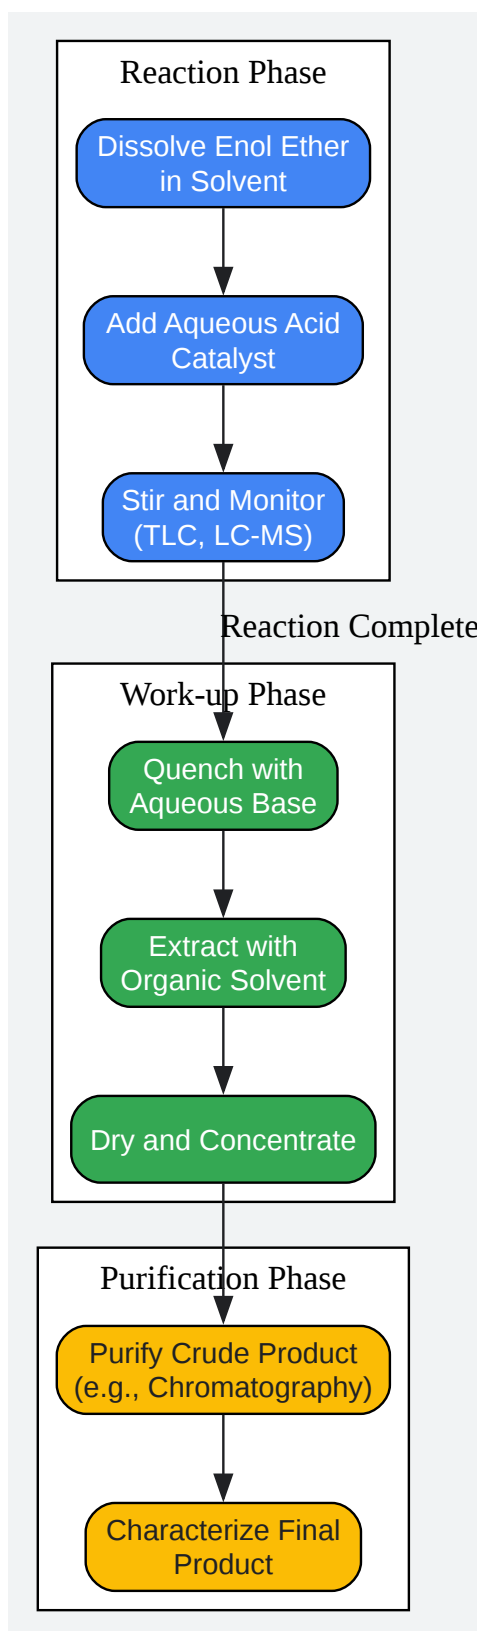 Reaction Phase
Dissolve Enol Ether
in Solvent
Add Aqueous Acid
Catalyst
Stir and Monitor
(TLC, LC-MS)
Reaction Complete
Work-up Phase
Quench with
Aqueous Base
Extract with
Organic Solvent
Dry and Concentrate
Purification Phase
Purify Crude Product
(e.g., Chromatography)
Characterize Final
Product